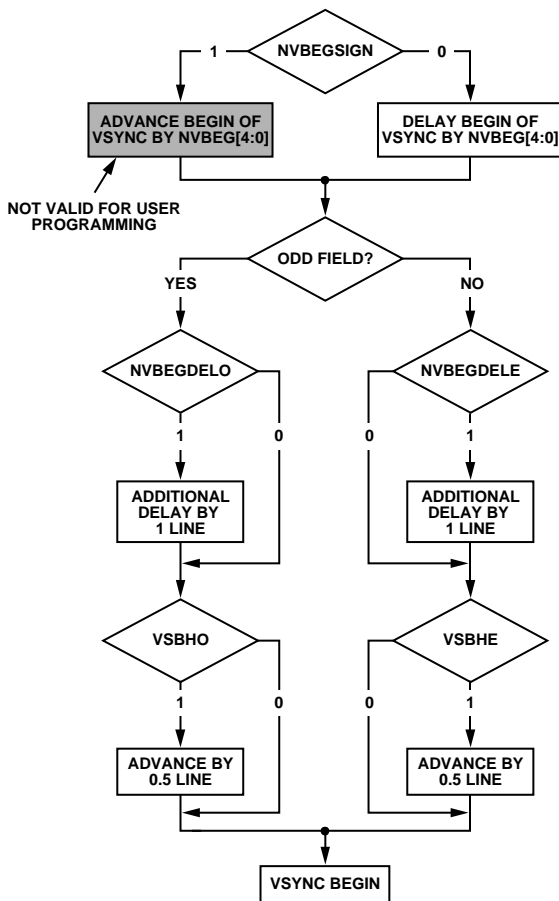 NVBEGSIGN
1
0
ADVANCE BEGIN OF
VSYNC BY NVBEG[4:0]
DELAY BEGIN OF
VSYNC BY NVBEG[4:0]
NOT VALID FOR USER
PROGRAMMING
ODD FIELD?
YES
NO
NVBEGDELO
NVBEGDELE
1
0
0
1
ADDITIONAL
DELAY BY
1 LINE
ADDITIONAL
DELAY BY
1 LINE
VSBHO
VSBHE
1
0
0
1
ADVANCE BY
0.5 LINE
ADVANCE BY
0.5 LINE
VSYNC BEGIN